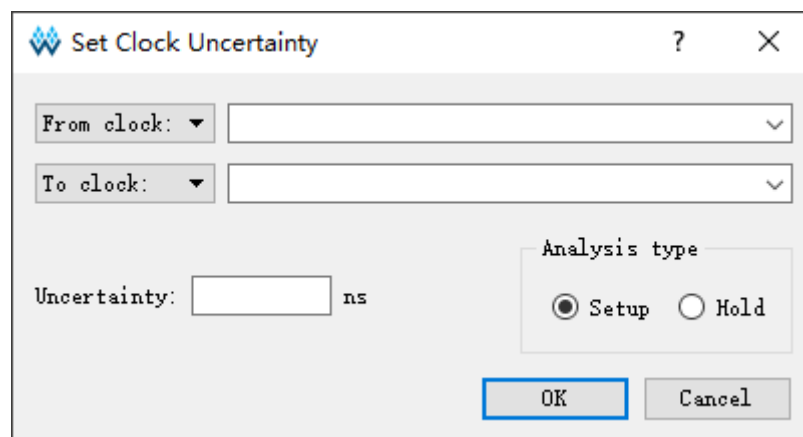 Set Clock Uncertainty ?
From clock:
To clock:
Analysis type
Uncertainty: ns Setup Hold
OK Cancel